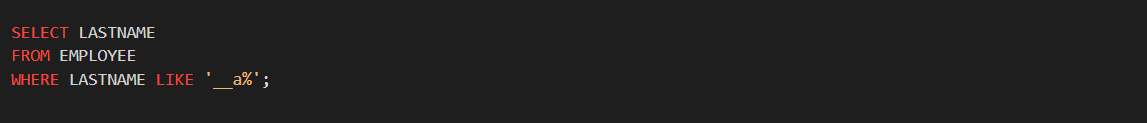 SELECT LASTNAME
FROM EMPLOYEE
WHERE LASTNAME LIKE '__a%';